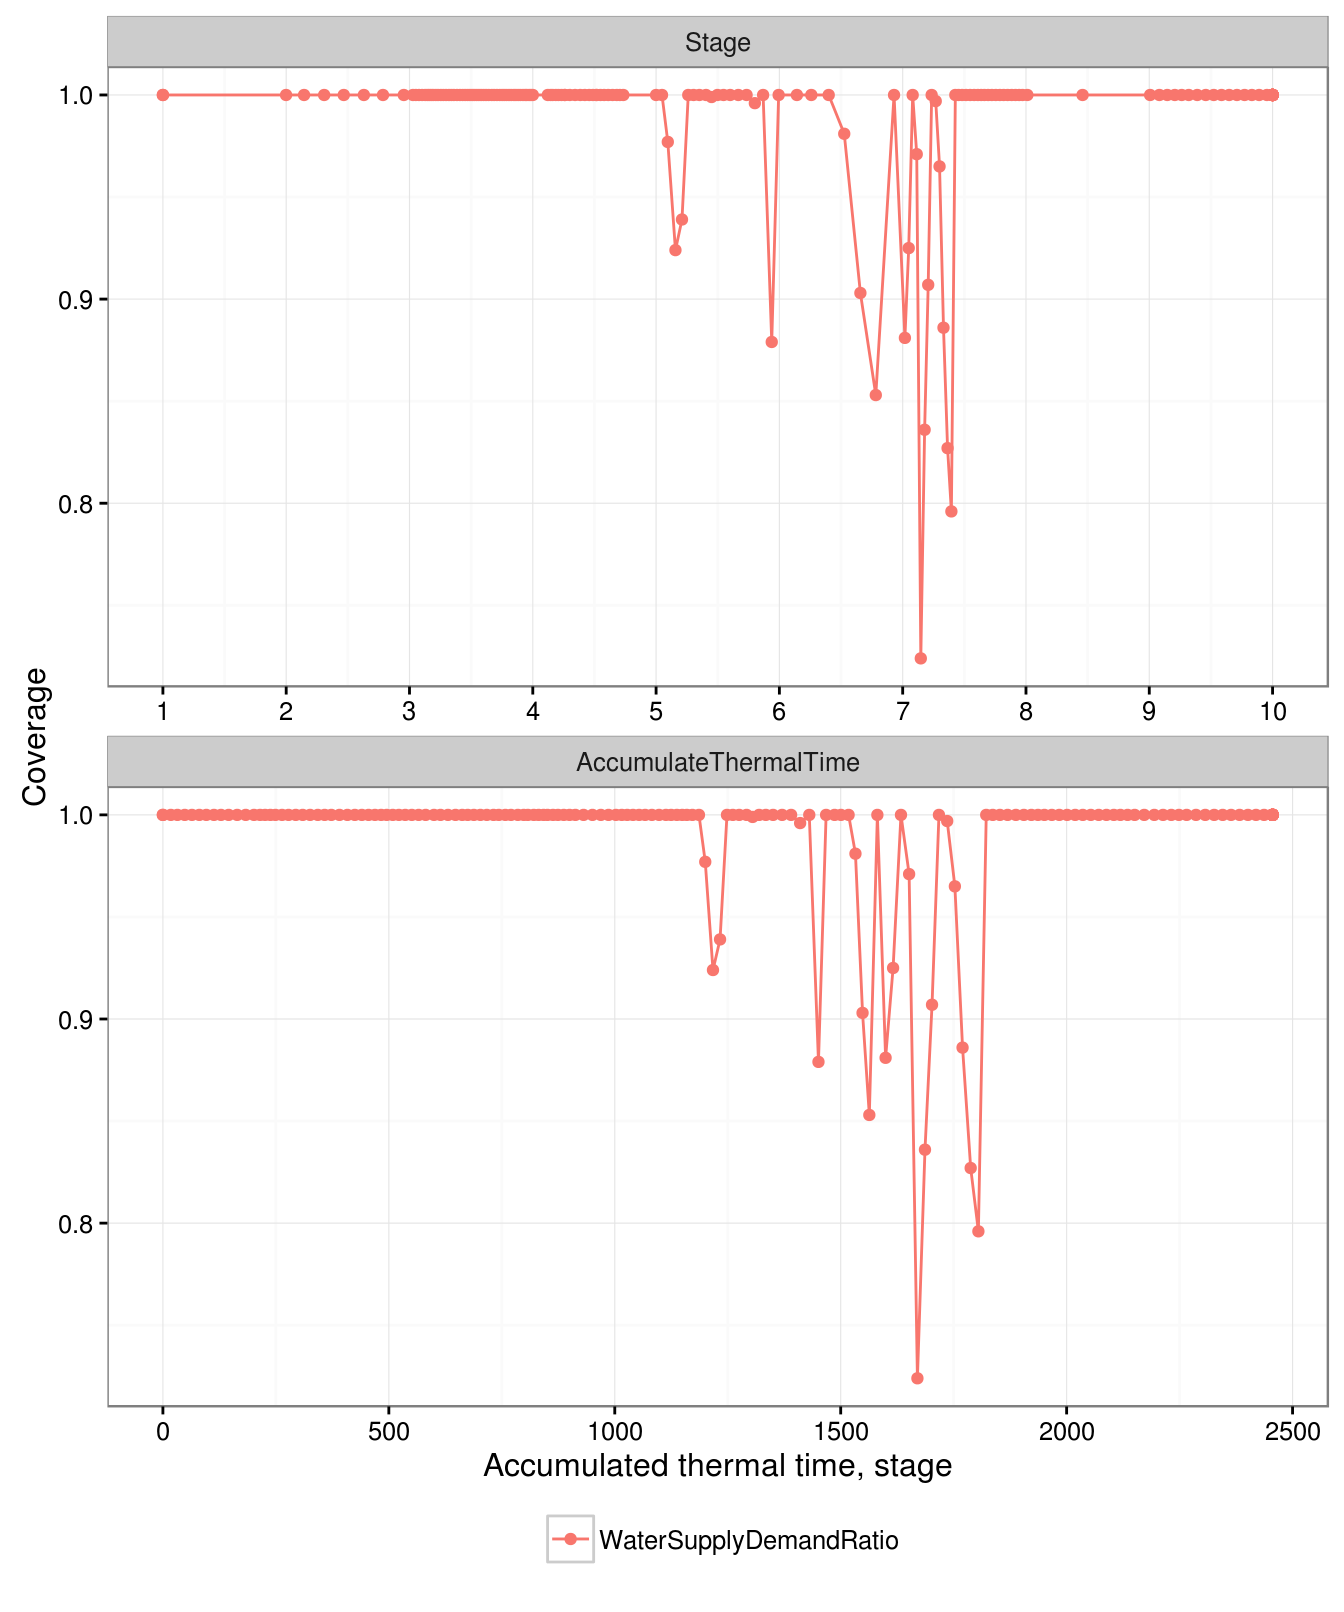 Stage
1.0
0.9
0.8
1 2 3 4 5 6 7 8 9 10
Coverage
AccumulateThermalTime
1.0
0.9
0.8
0 500 1000 1500 2000 2500
Accumulated thermal time, stage
WaterSupplyDemandRatio